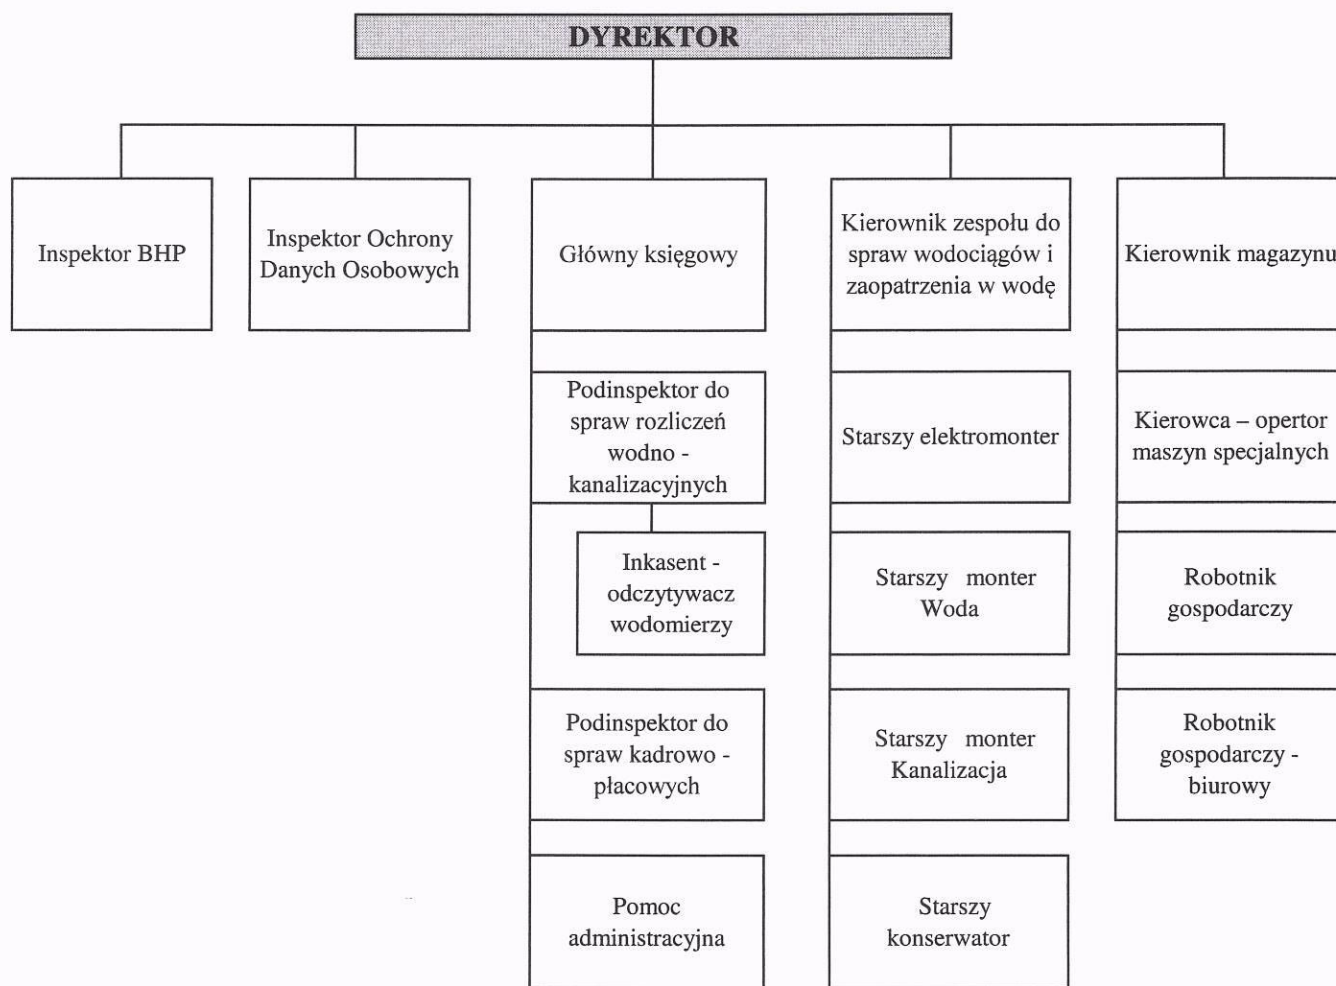 DYREKTOR
Inspektor BHP
Inspektor Ochrony
Danych Osobowych
Główny księgowy
Kierownik zespołu do
spraw wodociągów i
zaopatrzenia w wodę
Kierownik magazynu
Podinspektor do
spraw rozliczeń
wodno -
kanalizacyjnych
Starszy elektromonter
Kierowca – opertor
maszyn specjalnych
Inkasent -
odczytywacz
wodomierzy
Starszy monter
Woda
Robotnik
gospodarczy
Podinspektor do
spraw kadrowo -
płacowych
Starszy monter
Kanalizacja
Robotnik
gospodarczy -
biurowy
Pomoc
administracyjna
Starszy
konserwator